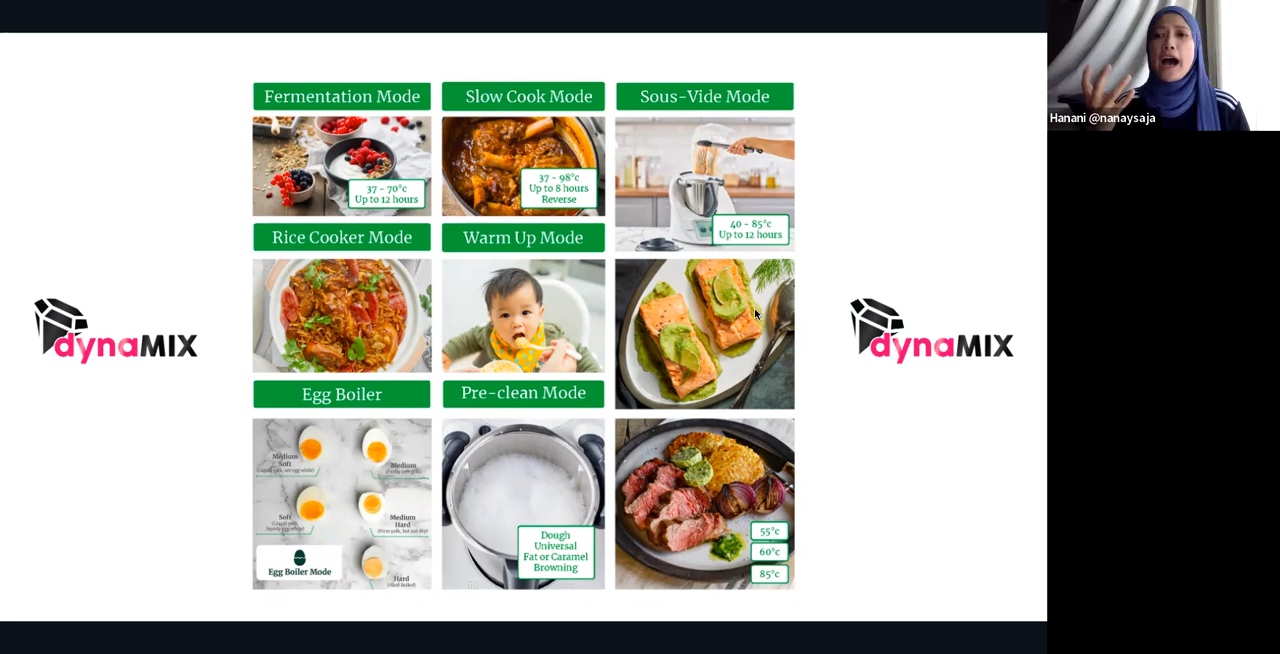 Fermentation Mode
Slow Cook Mode
Sous-Vide Mode
37 - 70°c
Up to 12 hours
37 - 98°c
Up to 8 hours
Reverse
40 - 85°c
Up to 12 hours
Rice Cooker Mode
Warm Up Mode
dynaMIX
dynaMIX
Egg Boiler
Pre-clean Mode
Medium
Soft
Medium
Soft
Medium
Hard
Hard
(Hard Boiled)
Egg Boiler Mode
Dough
Universal
Fat or Caramel
Browning
55°c
60°c
85°c
Hanani @nanaysaja